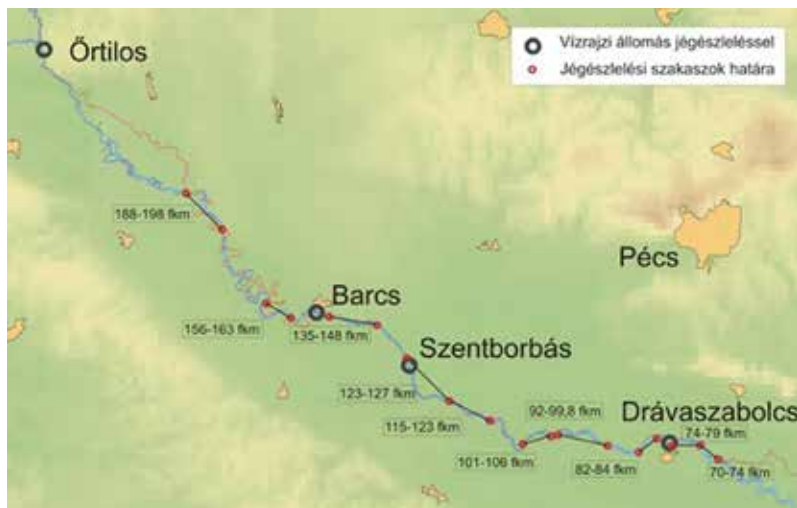 Őrtilos
Vízrajzi állomás jégészleléssel
Jégészlelési szakaszok határa
188-198 fkm
Pécs
Barcs
156-163 fkm
135-148 fkm
Szentborbás
123-127 fkm
115-123 fkm
92-99,8 fkm
Drávaszabolcs
74-79 fkm
101-106 fkm
82-84 fkm
70-74 fkm